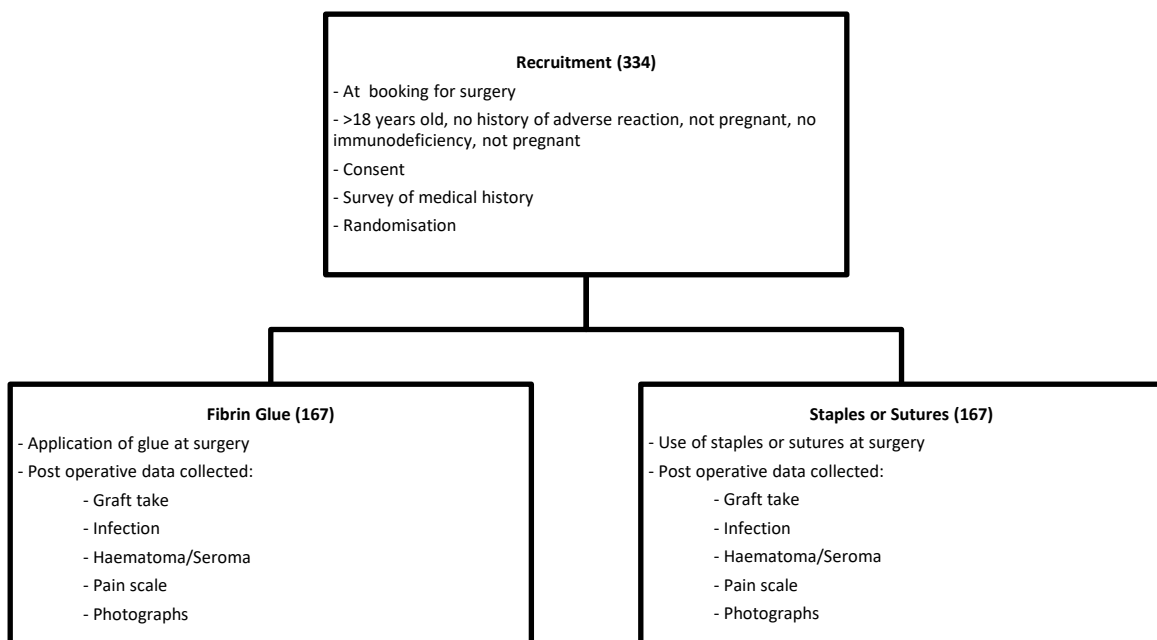 Recruitment (334)
- At  booking for surgery
- >18 years old, no history of adverse reaction, not pregnant, no
immunodeficiency, not pregnant
- Consent
- Survey of medical history
- Randomisation
Fibrin Glue (167)
- Application of glue at surgery
- Post operative data collected:
- Graft take
- Infection
- Haematoma/Seroma
- Pain scale
- Photographs
Staples or Sutures (167)
- Use of staples or sutures at surgery
- Post operative data collected:
- Graft take
- Infection
- Haematoma/Seroma
- Pain scale
- Photographs